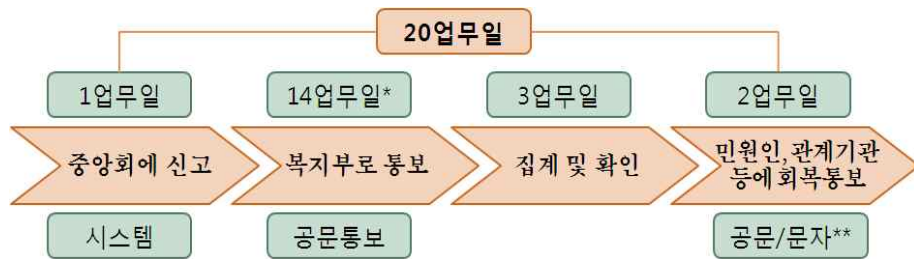 20업무일
1업무일
14업무일*
3업무일
2업무일
중앙회에 신고
복지부로 통보
집계 및 확인
민원인, 관계기관
등에 회복통보
시스템
공문통보
공문/문자**